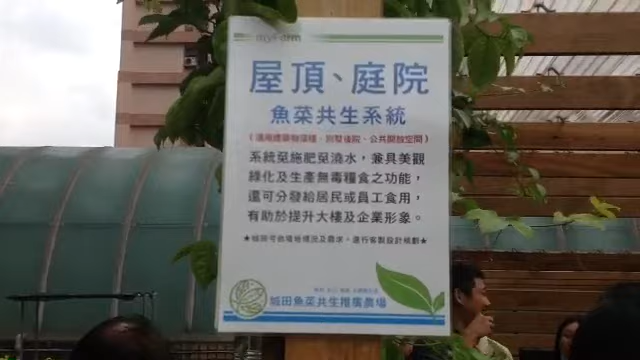 myFarm
屋頂、庭院
魚菜共生系統
(適用建築物頂樓、別墅後院、公共開放空間)
系統免施肥免澆水，兼具美觀
綠化及生產無毒糧食之功能，
還可分發給居民或員工食用，
有助於提升大樓及企業形象。
城田魚菜共生推廣農場